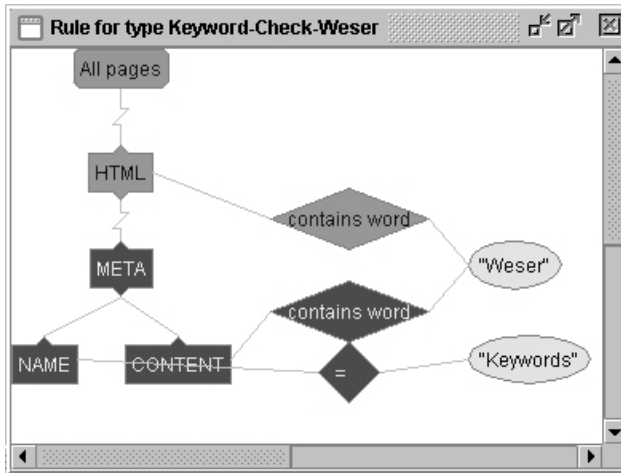 Rule for type Keyword-Check-Weser
All pages
HTML
contains word
META
"Weser"
contains word
NAME
CONTENT
=
"Keywords"